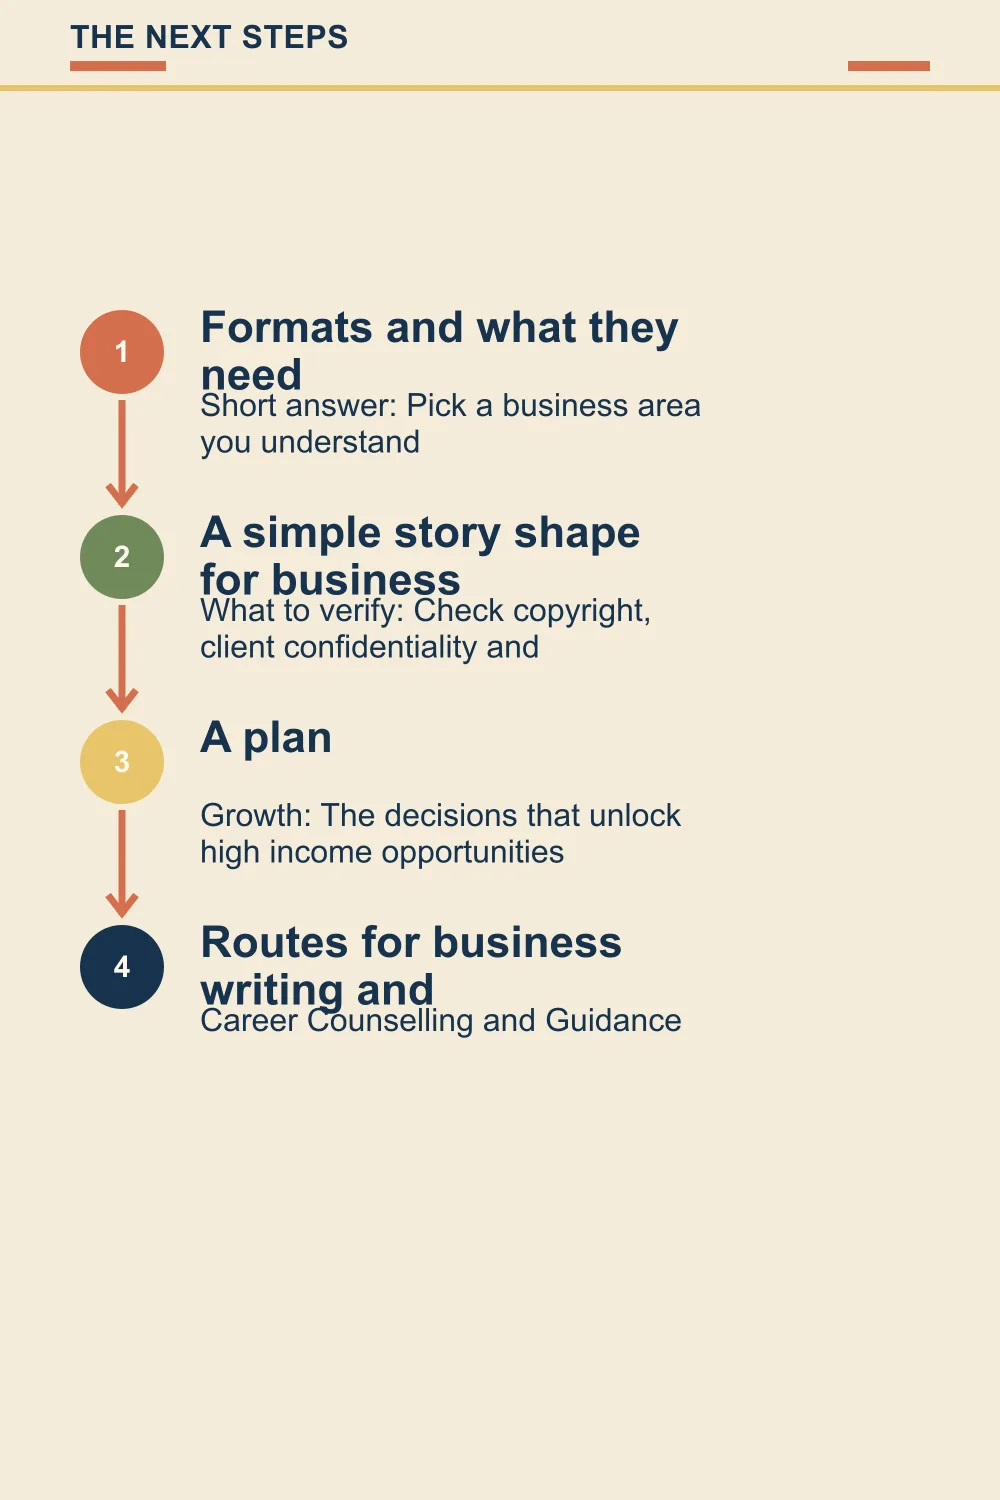 THE NEXT STEPS
1
Formats and what they
need
Short answer: Pick a business area
you understand
2
A simple story shape
for business
What to verify: Check copyright,
client confidentiality and
3
A plan
Growth: The decisions that unlock
high income opportunities
4
Routes for business
writing and
Career Counselling and Guidance